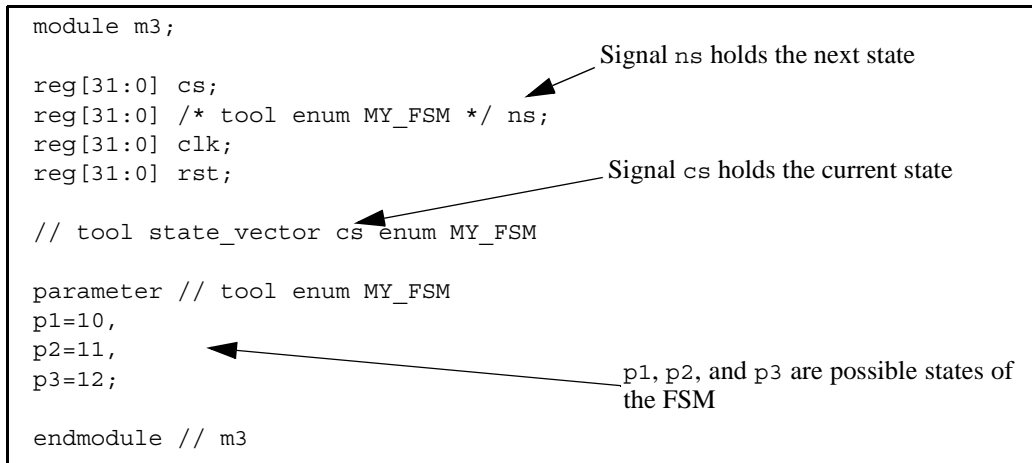 module m3;
Signal ns holds the next state
reg[31:0] cs;
reg[31:0] /* tool enum MY_FSM */ ns;
reg[31:0] clk;
reg[31:0] rst;
Signal cs holds the current state
// tool state_vector cs enum MY_FSM
parameter // tool enum MY_FSM
p1=10,
p2=11,
p3=12;
p1, p2, and p3 are possible states of
the FSM
endmodule // m3